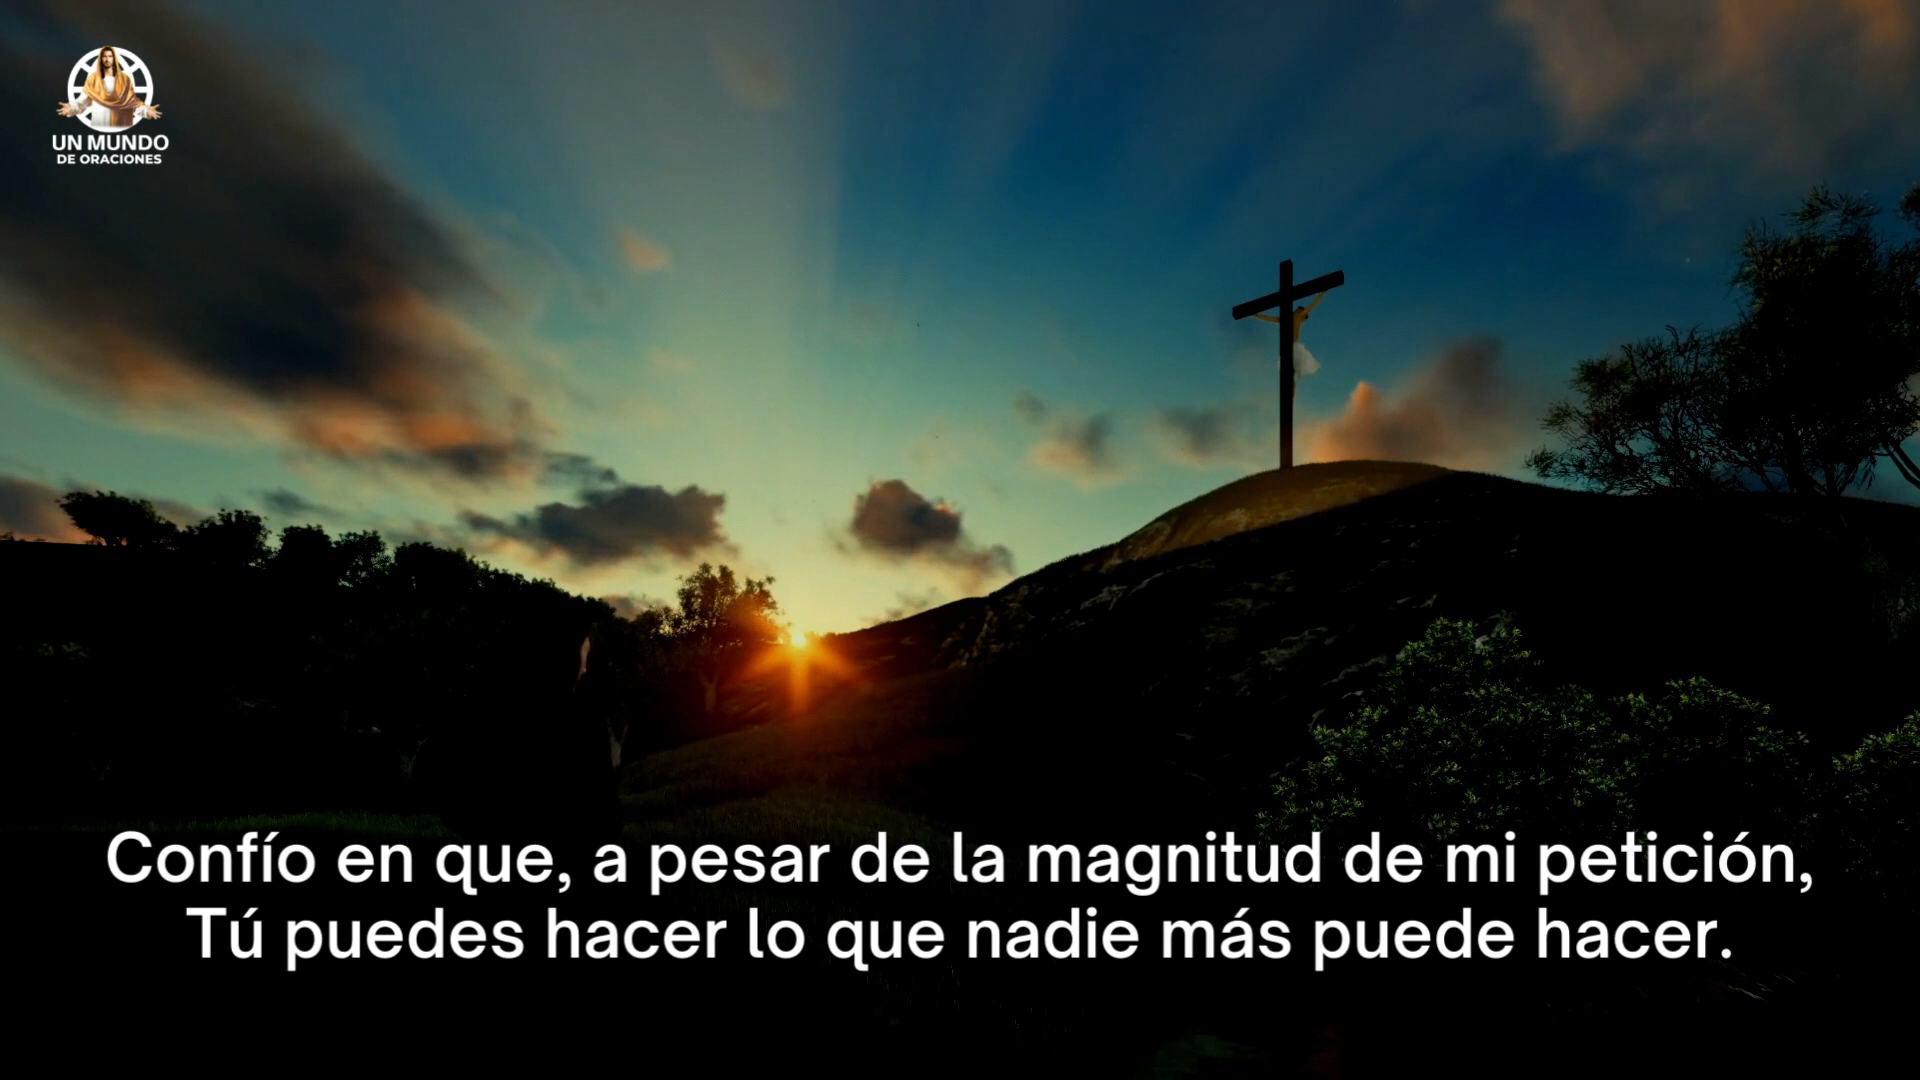 UN MUNDO
DE ORACIONES
Confío en que, a pesar de la magnitud de mi petición,
Tú puedes hacer lo que nadie más puede hacer.